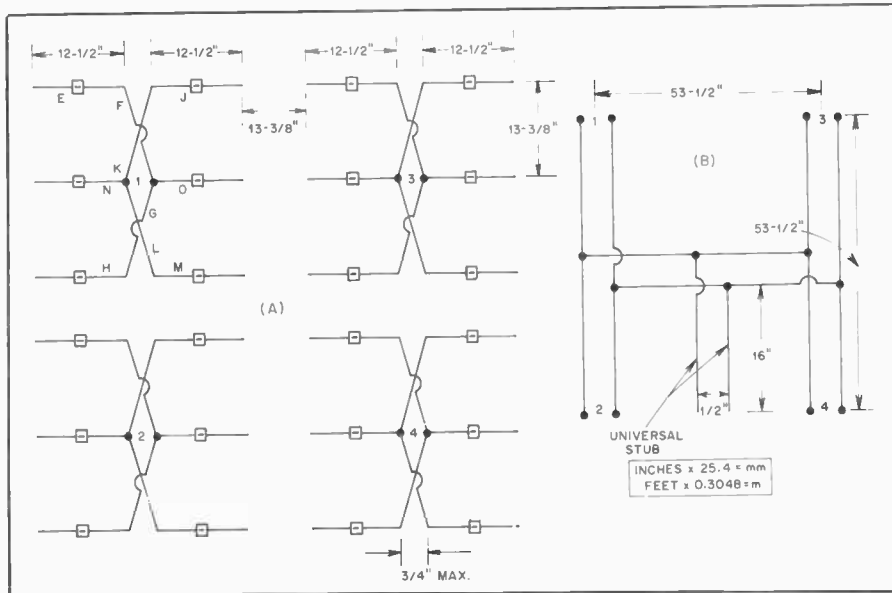 12-1/2" 12-1/2" 12-1/2" 12-1/2"
E F J
13-3/8" 13-3/8"
K
N 1 O 3
G
L
H M
(A)
2 4
3/4" MAX.
53-1/2"
1 3
(B)
53-1/2"
16"
1/2"
2 4
UNIVERSAL
STUB
INCHES x 25.4 = mm
FEET x 0.3048 = m